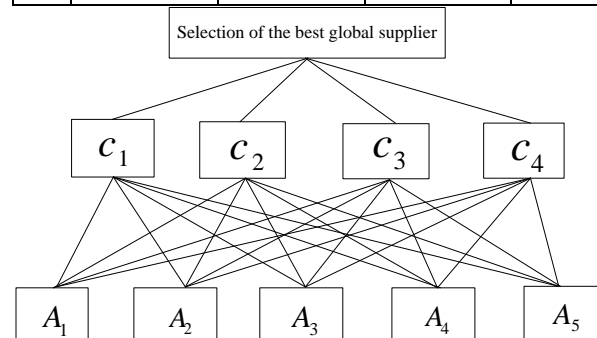 Selection of the best global supplier
c₁ c₂ c₃ c₄
A₁ A₂ A₃ A₄ A₅